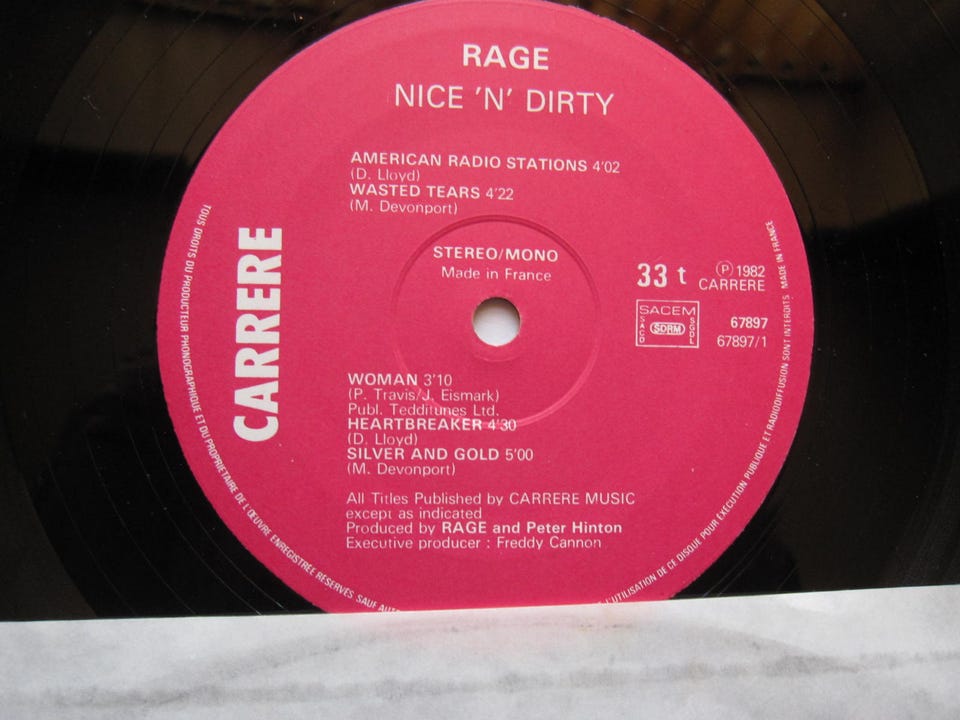 RAGE
NICE 'N' DIRTY
AMERICAN RADIO STATIONS 4'02
(D. Lloyd)
WASTED TEARS 4'22
(M. Devonport)
STEREO/MONO
Made in France
CARRERE
33 t
Ⓟ 1982
CARRERE
SACEM
SACD
SDRM
SGDL
67897
67897/1
WOMAN 3'10
(P. Travis/J. Eismark)
Publ. Tedditunes Ltd.
HEARTBREAKER 4'30
(D. Lloyd)
SILVER AND GOLD 5'00
(M. Devonport)
All Titles Published by CARRERE MUSIC
except as indicated
Produced by RAGE and Peter Hinton
Executive producer : Freddy Cannon
TOUS DROITS DU PRODUCTEUR PHONOGRAPHIQUE ET DU PROPRIETAIRE DE L'ŒUVRE ENREGISTREE RESERVES SAUF
L'UTILISATION DE CE DISQUE POUR EXECUTION PUBLIQUE ET RADIODIFFUSION SONT INTERDITS. MADE IN FRANCE